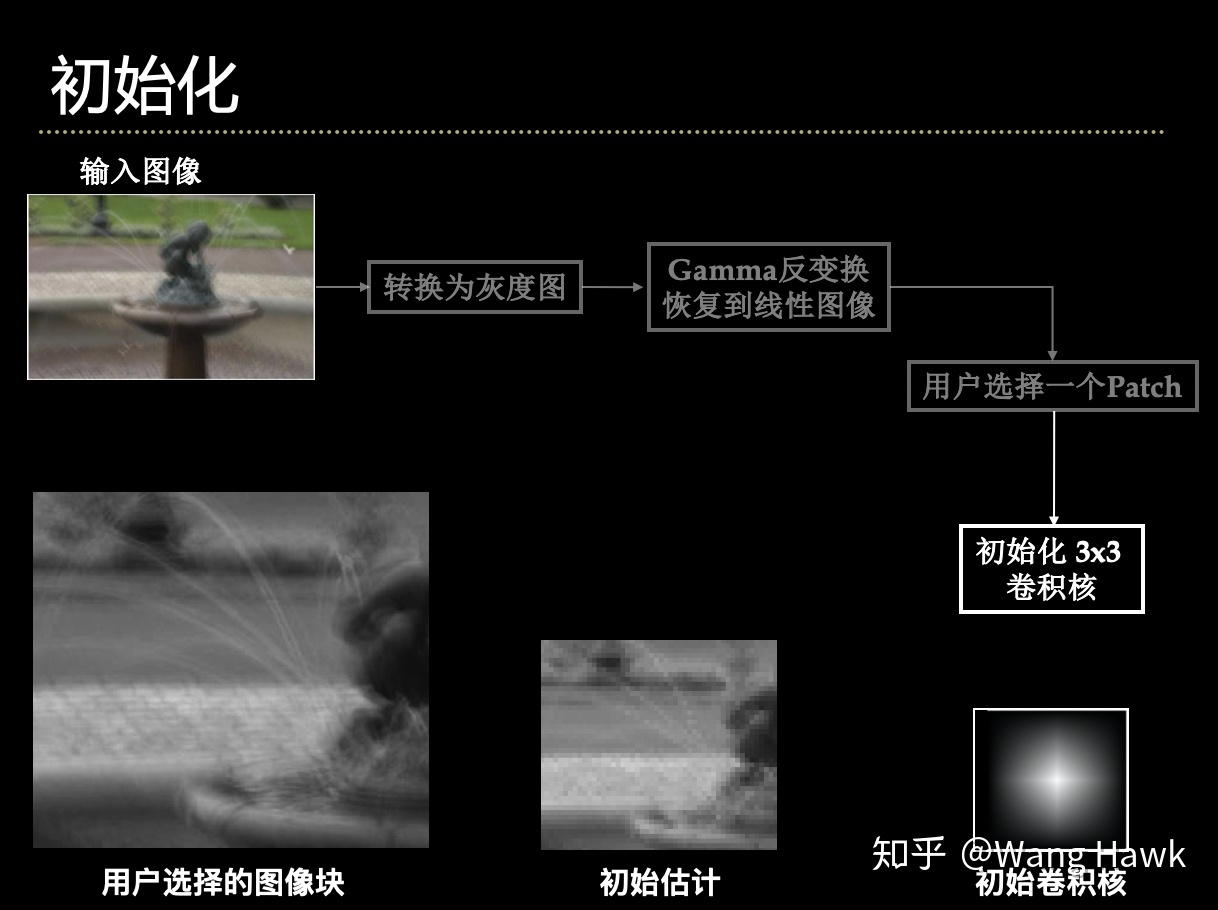 初始化
输入图像
转换为灰度图
Gamma反变换
恢复到线性图像
用户选择一个Patch
初始化 3x3
卷积核
知乎 @Wang Hawk
用户选择的图像块
初始估计
初始卷积核